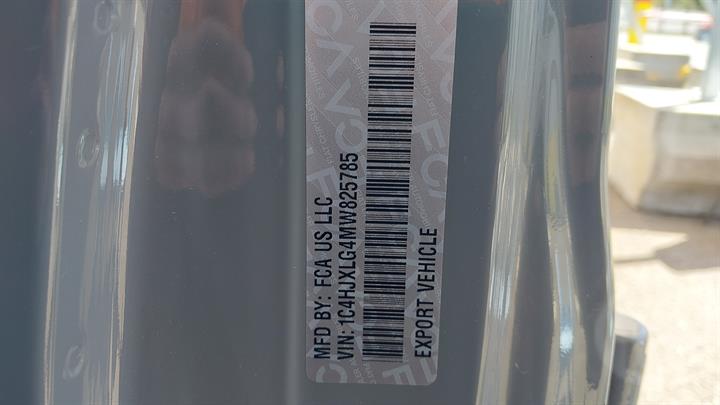 MFD BY: FCA US LLC
VIN: 1C4HJXLG4MW825785
EXPORT VEHICLE